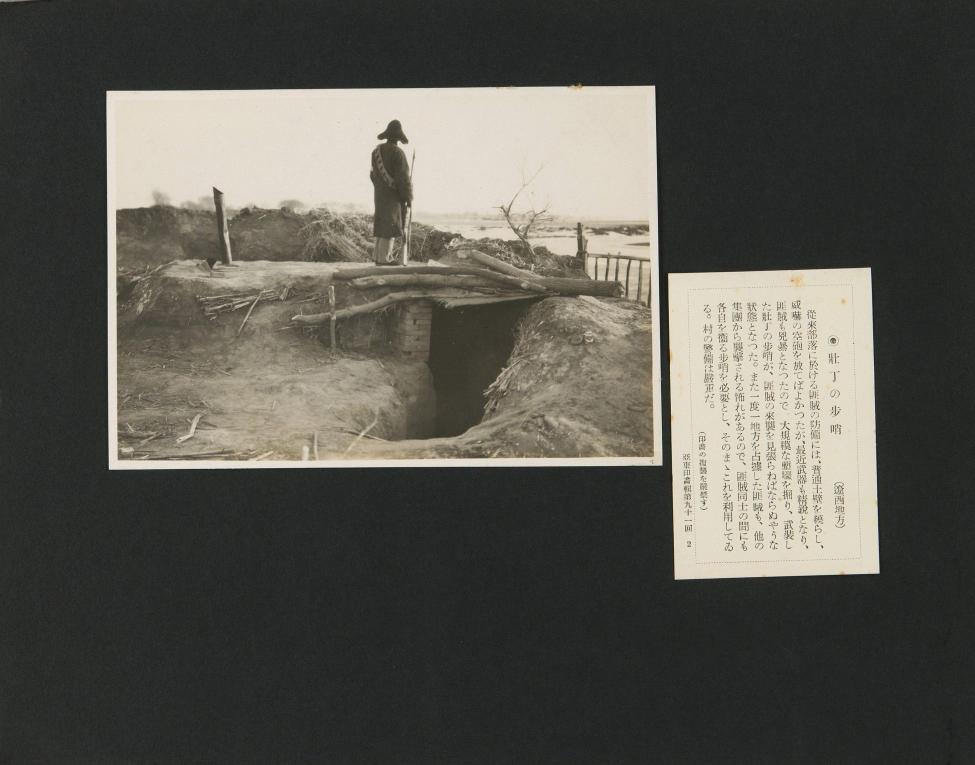 ◉ 壯丁の歩哨 (遼西地方)
從來部落に於ける匪賊の防備には、普通土壁を繞らし、
威嚇の空砲を放てばよかつたが、最近武器も精鋭となり、
匪賊も兇暴となつたので、大規模な塹壕を掘り、武装し
た壯丁の歩哨が、匪賊の來襲を見張らねばならぬやうな
狀態となつた。また一度一地方を占據した匪賊も、他の
集團から襲撃される怖れがあるので、匪賊同士の間にも
各自を衞る歩哨を必要とし、そのまゝこれを利用してゐ
る。村の警備は嚴重だ。
(印畫の複製を嚴禁す)
亞東印畫輯第九十一回 2